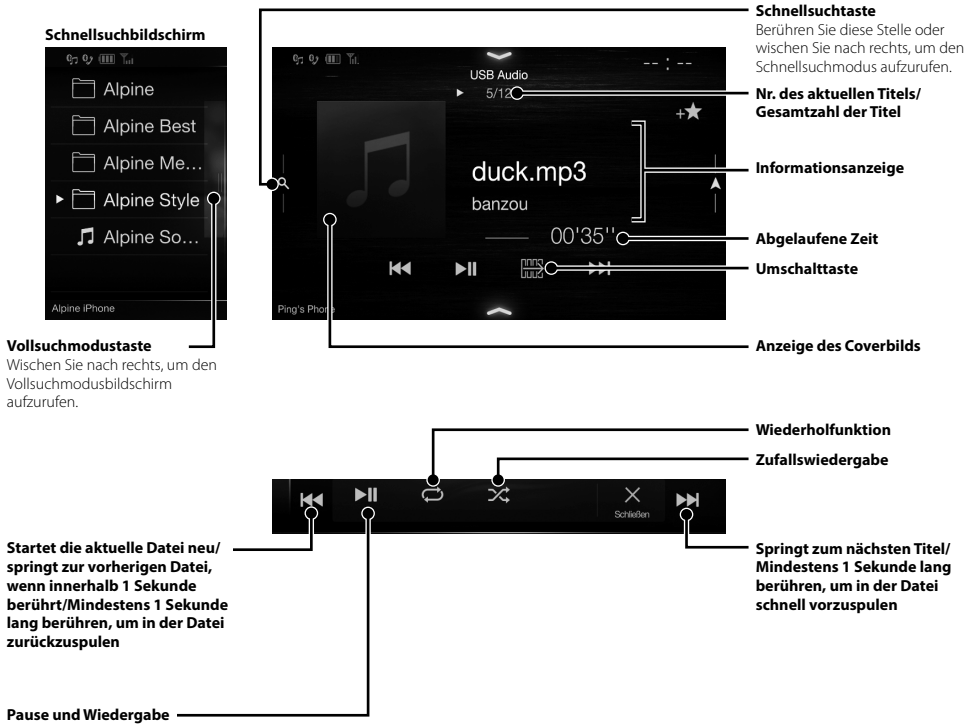 Schnellsuchbildschirm
Alpine
Alpine Best
Alpine Me...
Alpine Style
Alpine So...
Alpine iPhone
Vollsuchmodustaste
Wischen Sie nach rechts, um den
Vollsuchmodusbildschirm
aufzurufen.
USB Audio
5/12
-- : --
duck.mp3
banzou
00'35''
Ping's Phone
Schnellsuchtaste
Berühren Sie diese Stelle oder
wischen Sie nach rechts, um den
Schnellsuchmodus aufzurufen.
Nr. des aktuellen Titels/
Gesamtzahl der Titel
Informationsanzeige
Abgelaufene Zeit
Umschalttaste
Anzeige des Coverbilds
Wiederholfunktion
Zufallswiedergabe
Schließen
Startet die aktuelle Datei neu/
springt zur vorherigen Datei,
wenn innerhalb 1 Sekunde
berührt/Mindestens 1 Sekunde
lang berühren, um in der Datei
zurückzuspulen
Springt zum nächsten Titel/
Mindestens 1 Sekunde lang
berühren, um in der Datei
schnell vorzuspulen
Pause und Wiedergabe